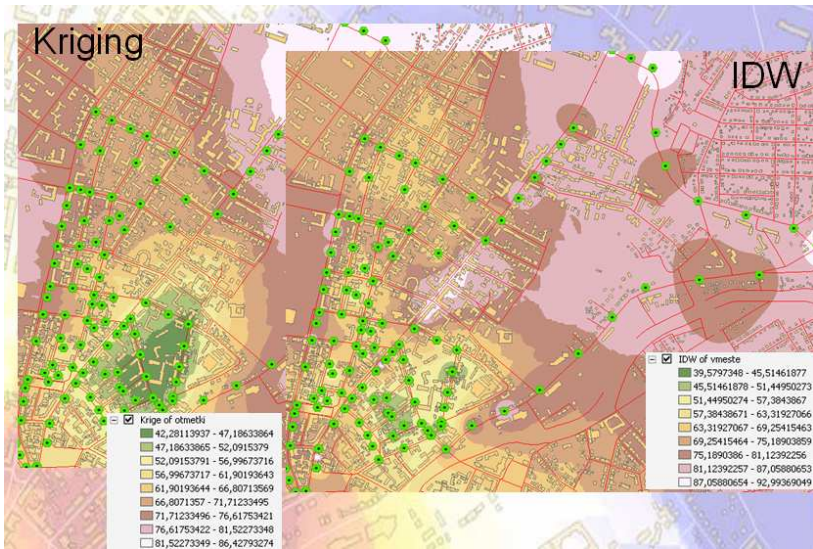 Kriging
IDW
Krige of otmetki
42,28113937 - 47,18633864
47,18633865 - 52,0915379
52,09153791 - 56,99673716
56,99673717 - 61,90193643
61,90193644 - 66,80713569
66,8071357 - 71,71233495
71,71233496 - 76,61753421
76,61753422 - 81,52273348
81,52273349 - 86,42793274
IDW of vmeste
39,5797348 - 45,51461877
45,51461878 - 51,44950273
51,44950274 - 57,3843867
57,38438671 - 63,31927066
63,31927067 - 69,25415463
69,25415464 - 75,18903859
75,1890386 - 81,12392256
81,12392257 - 87,05880653
87,05880654 - 92,99369049